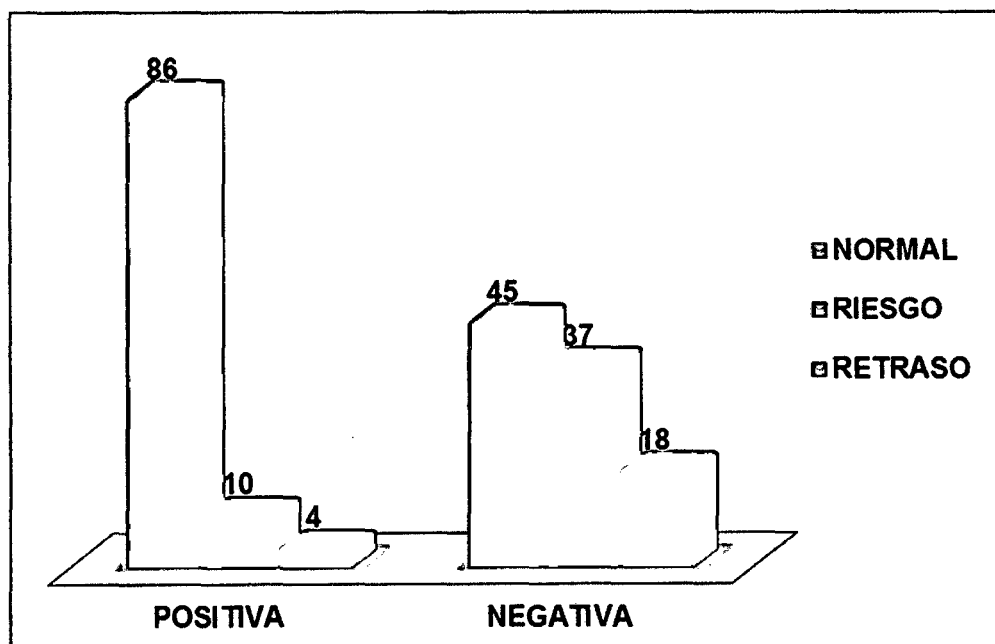 86
10
4
45
37
18
NORMAL
RIESGO
RETRASO
POSITIVA
NEGATIVA